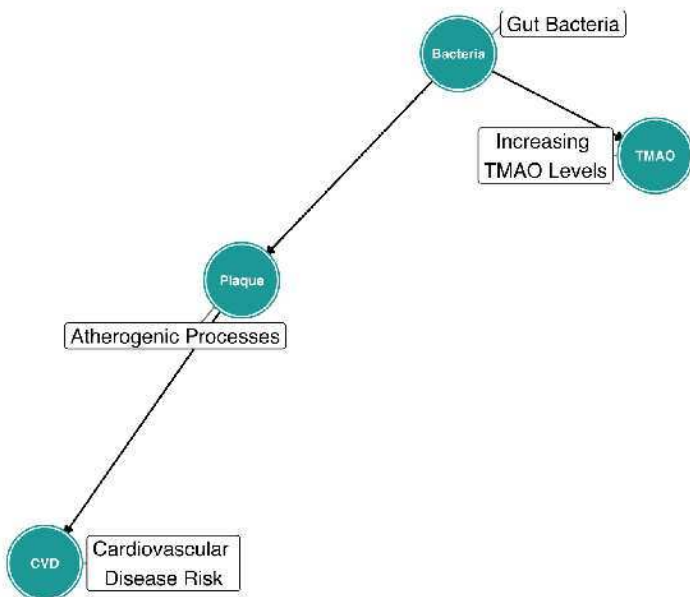 Gut Bacteria
Bacteria
Increasing
TMAO Levels
TMAO
Plaque
Atherogenic Processes
CVD
Cardiovascular
Disease Risk